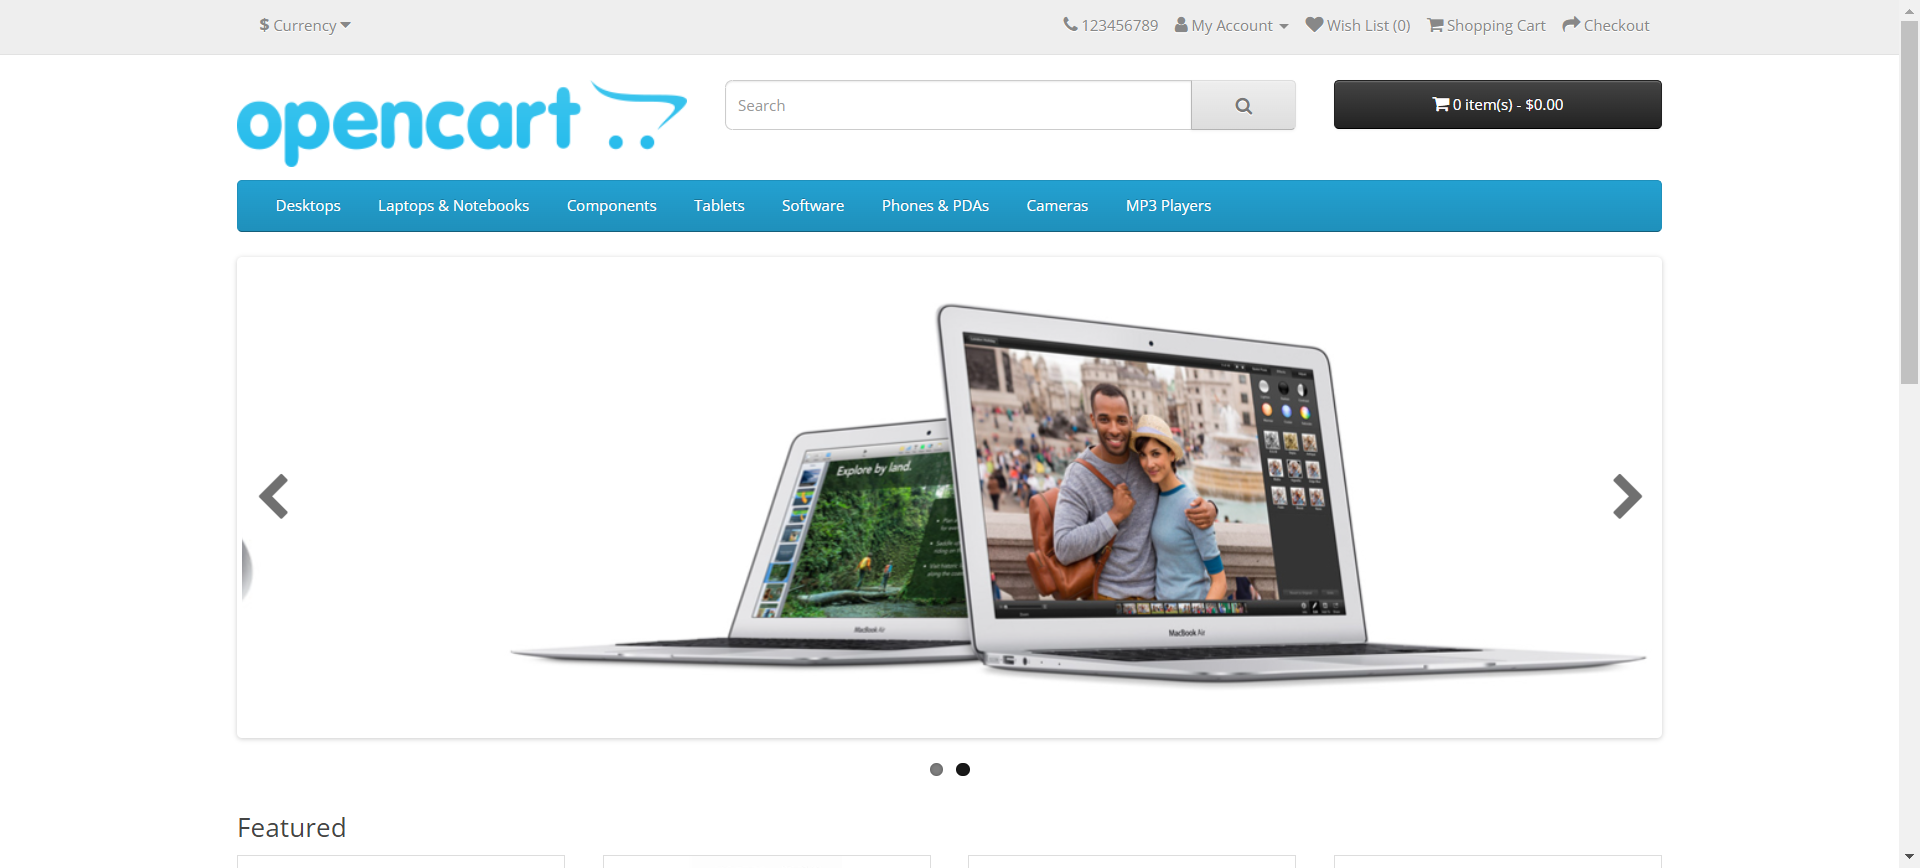 $ Currency
123456789 My Account Wish List (0) Shopping Cart Checkout
opencart
Search
0 item(s) - $0.00
Desktops Laptops & Notebooks Components Tablets Software Phones & PDAs Cameras MP3 Players
Explore by land.
MacBook Air
MacBook Air
Featured